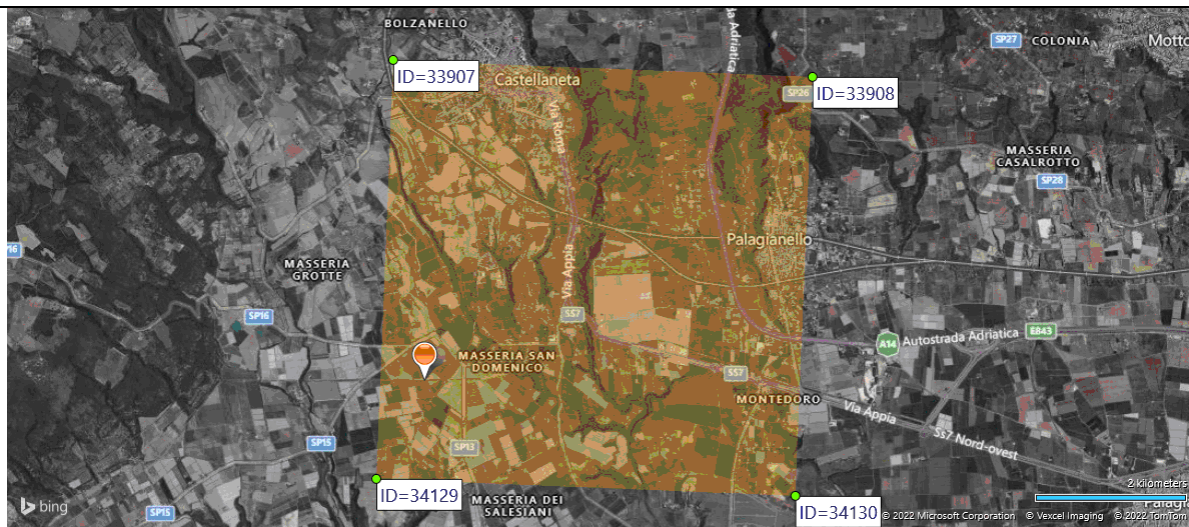 BOLZANELLO
Via Adriatica
SP27
COLONIA
Motto
ID=33907
Castellaneta
SP26
ID=33908
Via Roma
MASSERIA
CASALROTTO
SP28
Palagianello
P16
MASSERIA
GROTTE
Via Appia
SP16
SS7
A14
Autostrada Adriatica
E843
MASSERIA SAN
DOMENICO
SS7
MONTEDORO
Via Appia
Ss7 Nord-ovest
SP15
SP13
ID=34129
MASSERIA DEI
SALESIANI
ID=34130
2 kilometers
Palagia
bing
SP15
© 2022 Microsoft Corporation © Vexcel Imaging © 2022 TomTom